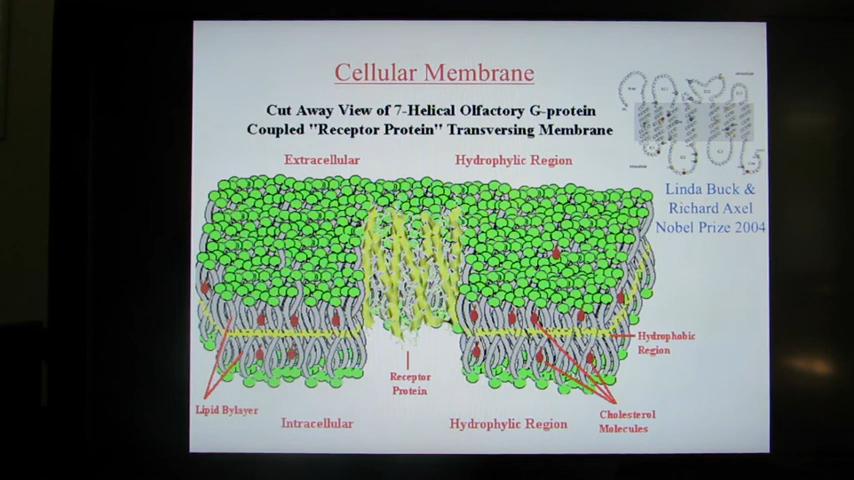 Cellular Membrane
Cut Away View of 7-Helical Olfactory G-protein
Coupled "Receptor Protein" Transversing Membrane
Extracellular
Hydrophylic Region
Linda Buck &
Richard Axel
Nobel Prize 2004
Hydrophobic
Region
Receptor
Protein
Lipid Bylayer
Cholesterol
Molecules
Intracellular
Hydrophylic Region